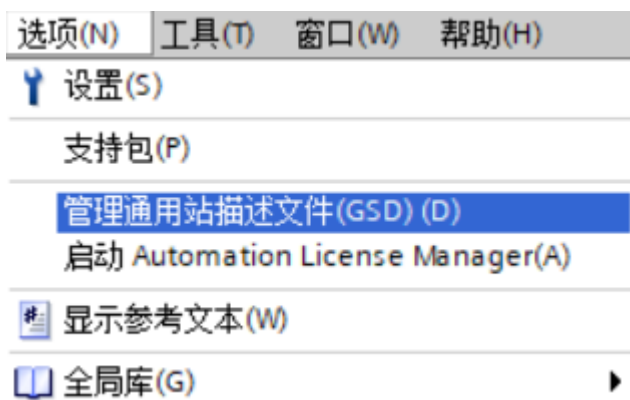 选项(N) 工具(T) 窗口(W) 帮助(H)
设置(S)
支持包(P)
管理通用站描述文件(GSD) (D)
启动 Automation License Manager(A)
显示参考文本(W)
全局库(G)